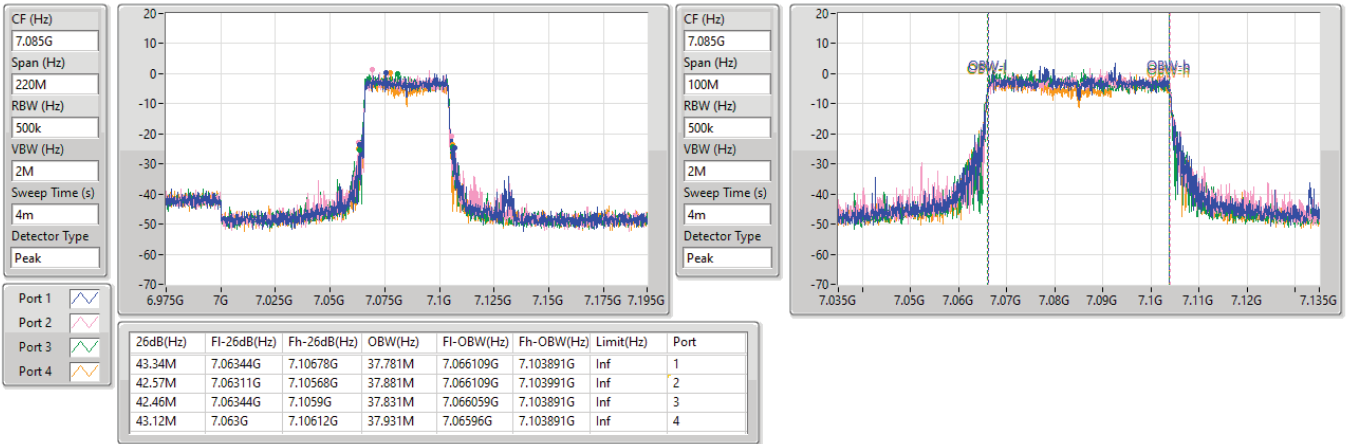 CF (Hz)
7.085G
Span (Hz)
220M
RBW (Hz)
500k
VBW (Hz)
2M
Sweep Time (s)
4m
Detector Type
Peak
Port 1
Port 2
Port 3
Port 4
20-
10-
0-
-10-
-20-
-30-
-40-
-50-
-60-
-70-
6.975G 7G 7.025G 7.05G 7.075G 7.1G 7.125G 7.15G 7.175G 7.195G
CF (Hz)
7.085G
Span (Hz)
100M
RBW (Hz)
500k
VBW (Hz)
2M
Sweep Time (s)
4m
Detector Type
Peak
20-
10-
0-
-10-
-20-
-30-
-40-
-50-
-60-
-70-
OBW-l OBW-h
7.035G 7.05G 7.06G 7.07G 7.08G 7.09G 7.1G 7.11G 7.12G 7.135G
26dB(Hz) Fl-26dB(Hz) Fh-26dB(Hz) OBW(Hz) Fl-OBW(Hz) Fh-OBW(Hz) Limit(Hz) Port
43.34M 7.06344G 7.10678G 37.781M 7.066109G 7.103891G Inf 1
42.57M 7.06311G 7.10568G 37.881M 7.066109G 7.103991G Inf 2
42.46M 7.06344G 7.1059G 37.831M 7.066059G 7.103891G Inf 3
43.12M 7.063G 7.10612G 37.931M 7.06596G 7.103891G Inf 4